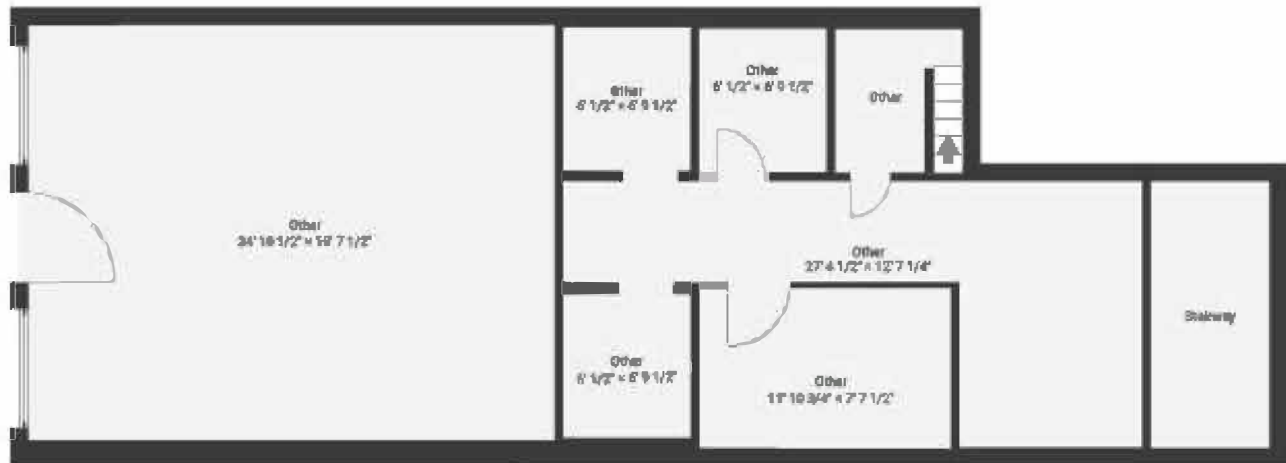 Other
6' 1/2" × 6' 9 1/2"
Other
6' 1/2" × 6' 9 1/2"
Other
Other
24' 10 1/2" × 19' 7 1/2"
Other
27' 4 1/2" × 12' 7 1/4"
Stairway
Other
6' 1/2" × 6' 9 1/2"
Other
11' 10 3/4" × 7' 7 1/2"